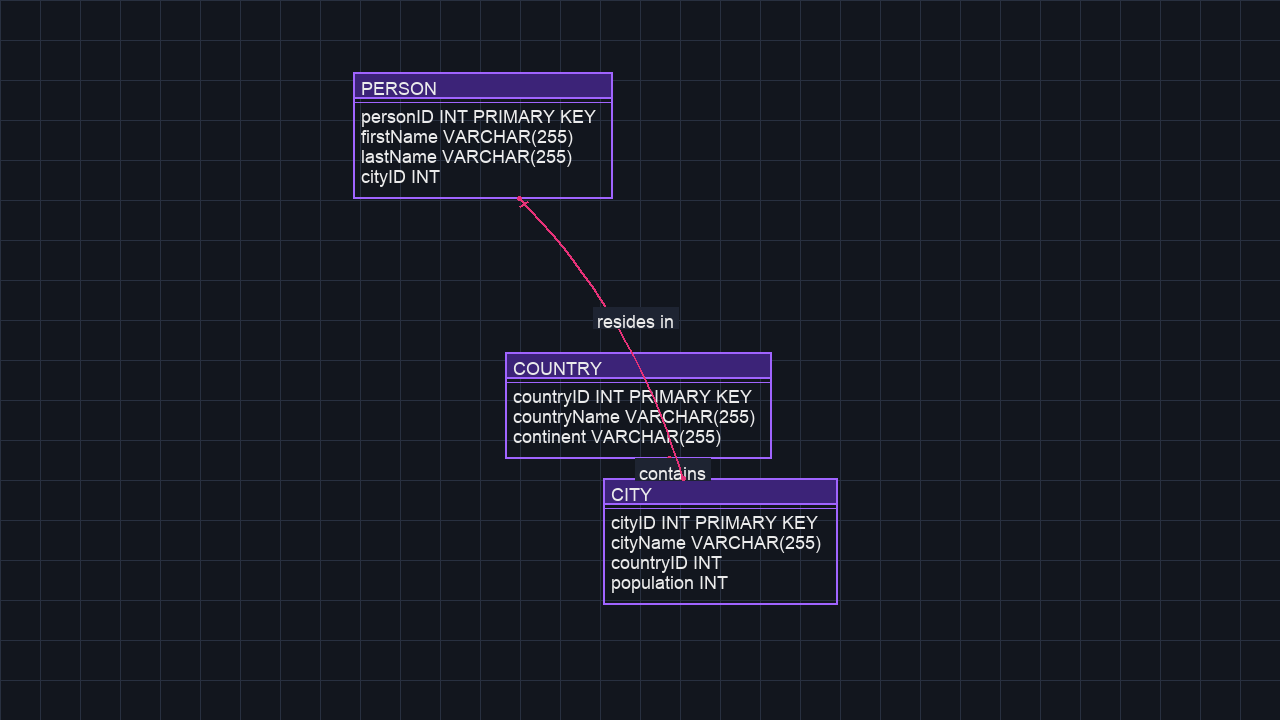 PERSON
personID INT PRIMARY KEY
firstName VARCHAR(255)
lastName VARCHAR(255)
cityID INT
resides in
COUNTRY
countryID INT PRIMARY KEY
countryName VARCHAR(255)
continent VARCHAR(255)
contains
CITY
cityID INT PRIMARY KEY
cityName VARCHAR(255)
countryID INT
population INT